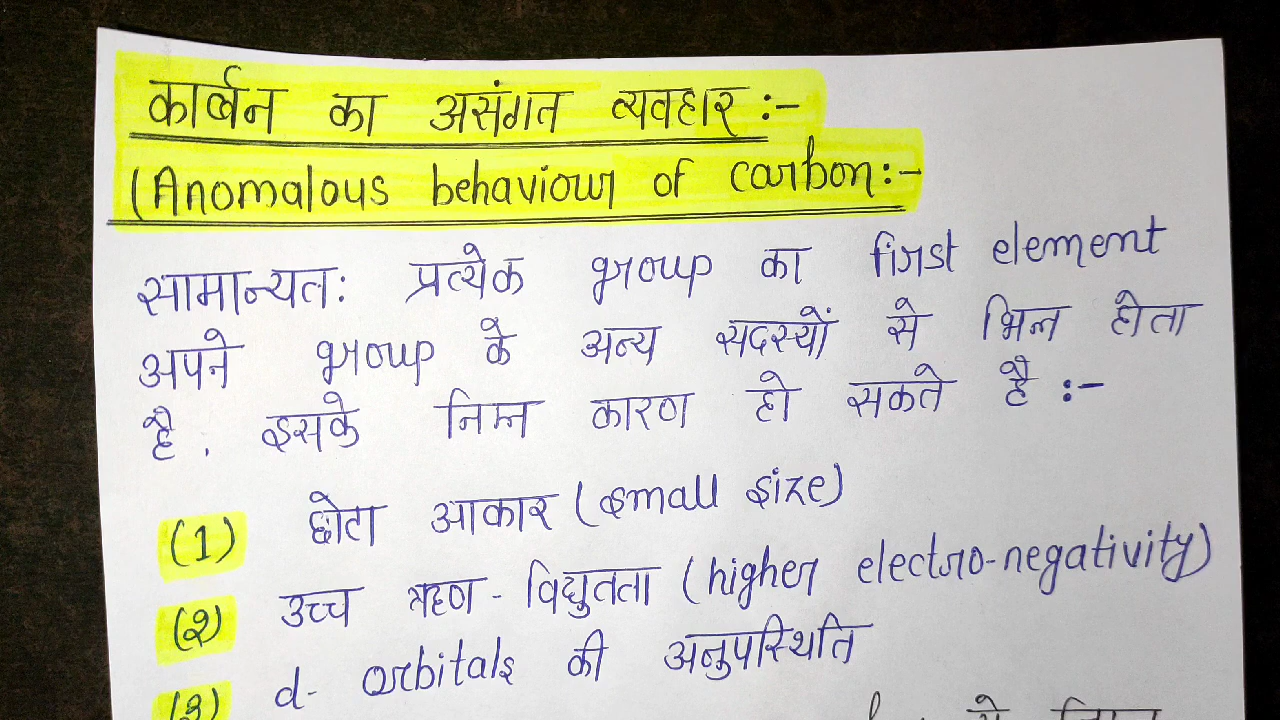 कार्बन का असंगत व्यवहार :-
(Anomalous behaviour of carbon:-
सामान्यतः प्रत्येक group का first element
अपने group के अन्य सदस्यों से भिन्न होता
है . इसके निम्न कारण हो सकते है :-
(1) छोटा आकार (small size)
(2) उच्च ऋण - विद्युतता (higher electro-negativity)
(3) d- orbitals की अनुपस्थिति